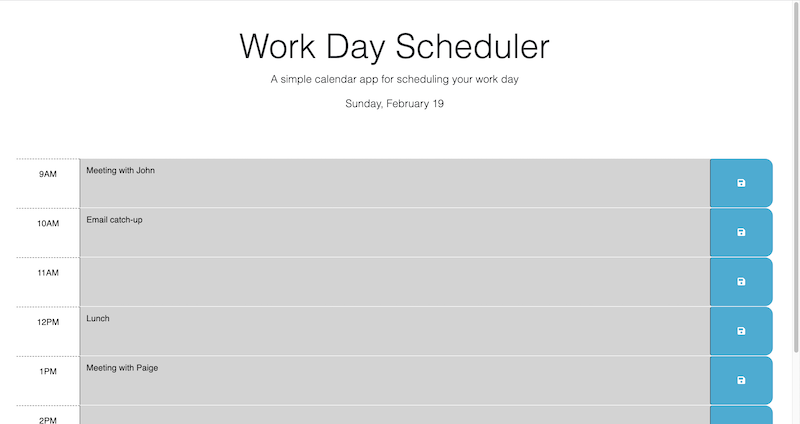 Work Day Scheduler
A simple calendar app for scheduling your work day
Sunday, February 19
9AM Meeting with John
10AM Email catch-up
11AM
12PM Lunch
1PM Meeting with Paige
2PM